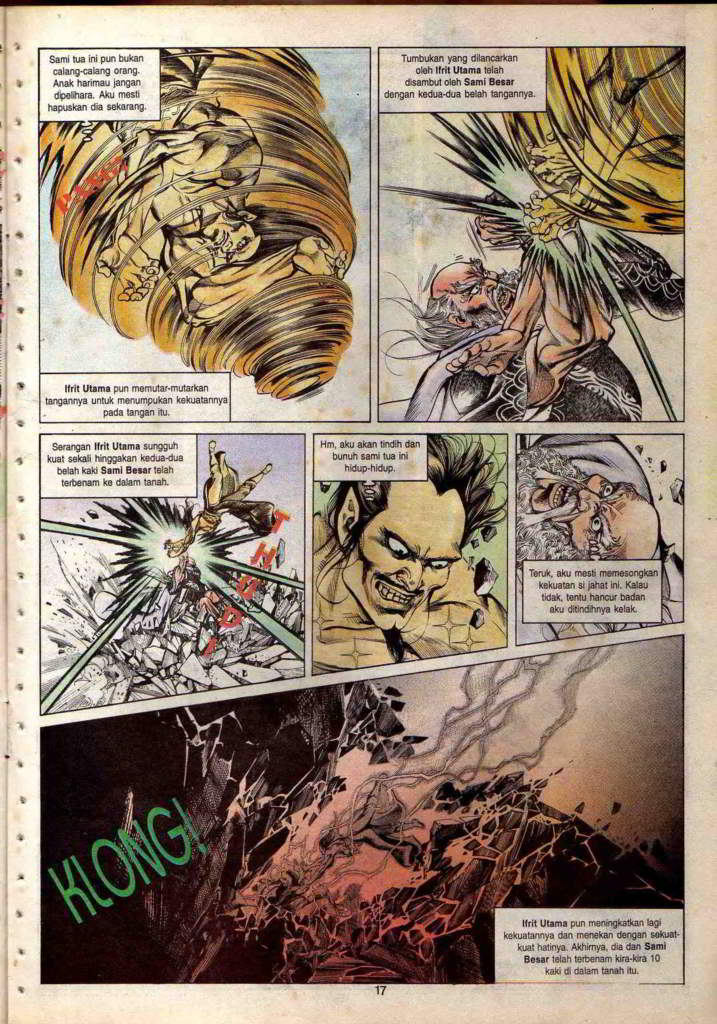 Sami tua ini pun bukan
calang-calang orang.
Anak harimau jangan
dipelihara. Aku mesti
hapuskan dia sekarang.
PANG!
Ifrit Utama pun memutar-mutarkan
tangannya untuk menumpukan kekuatannya
pada tangan itu.
Tumbukan yang dilancarkan
oleh Ifrit Utama telah
disambut oleh Sami Besar
dengan kedua-dua belah tangannya.
Serangan Ifrit Utama sungguh
kuat sekali hinggakan kedua-dua
belah kaki Sami Besar telah
terbenam ke dalam tanah.
Hm, aku akan tindih dan
bunuh sami tua ini
hidup-hidup.
Teruk, aku mesti memesongkan
kekuatan si jahat ini. Kalau
tidak, tentu hancur badan
aku ditindihnya kelak.
KLONG!
Ifrit Utama pun meningkatkan lagi
kekuatannya dan menekan dengan sekuat-
kuat hatinya. Akhirnya, dia dan Sami
Besar telah terbenam kira-kira 10
kaki di dalam tanah itu.
17